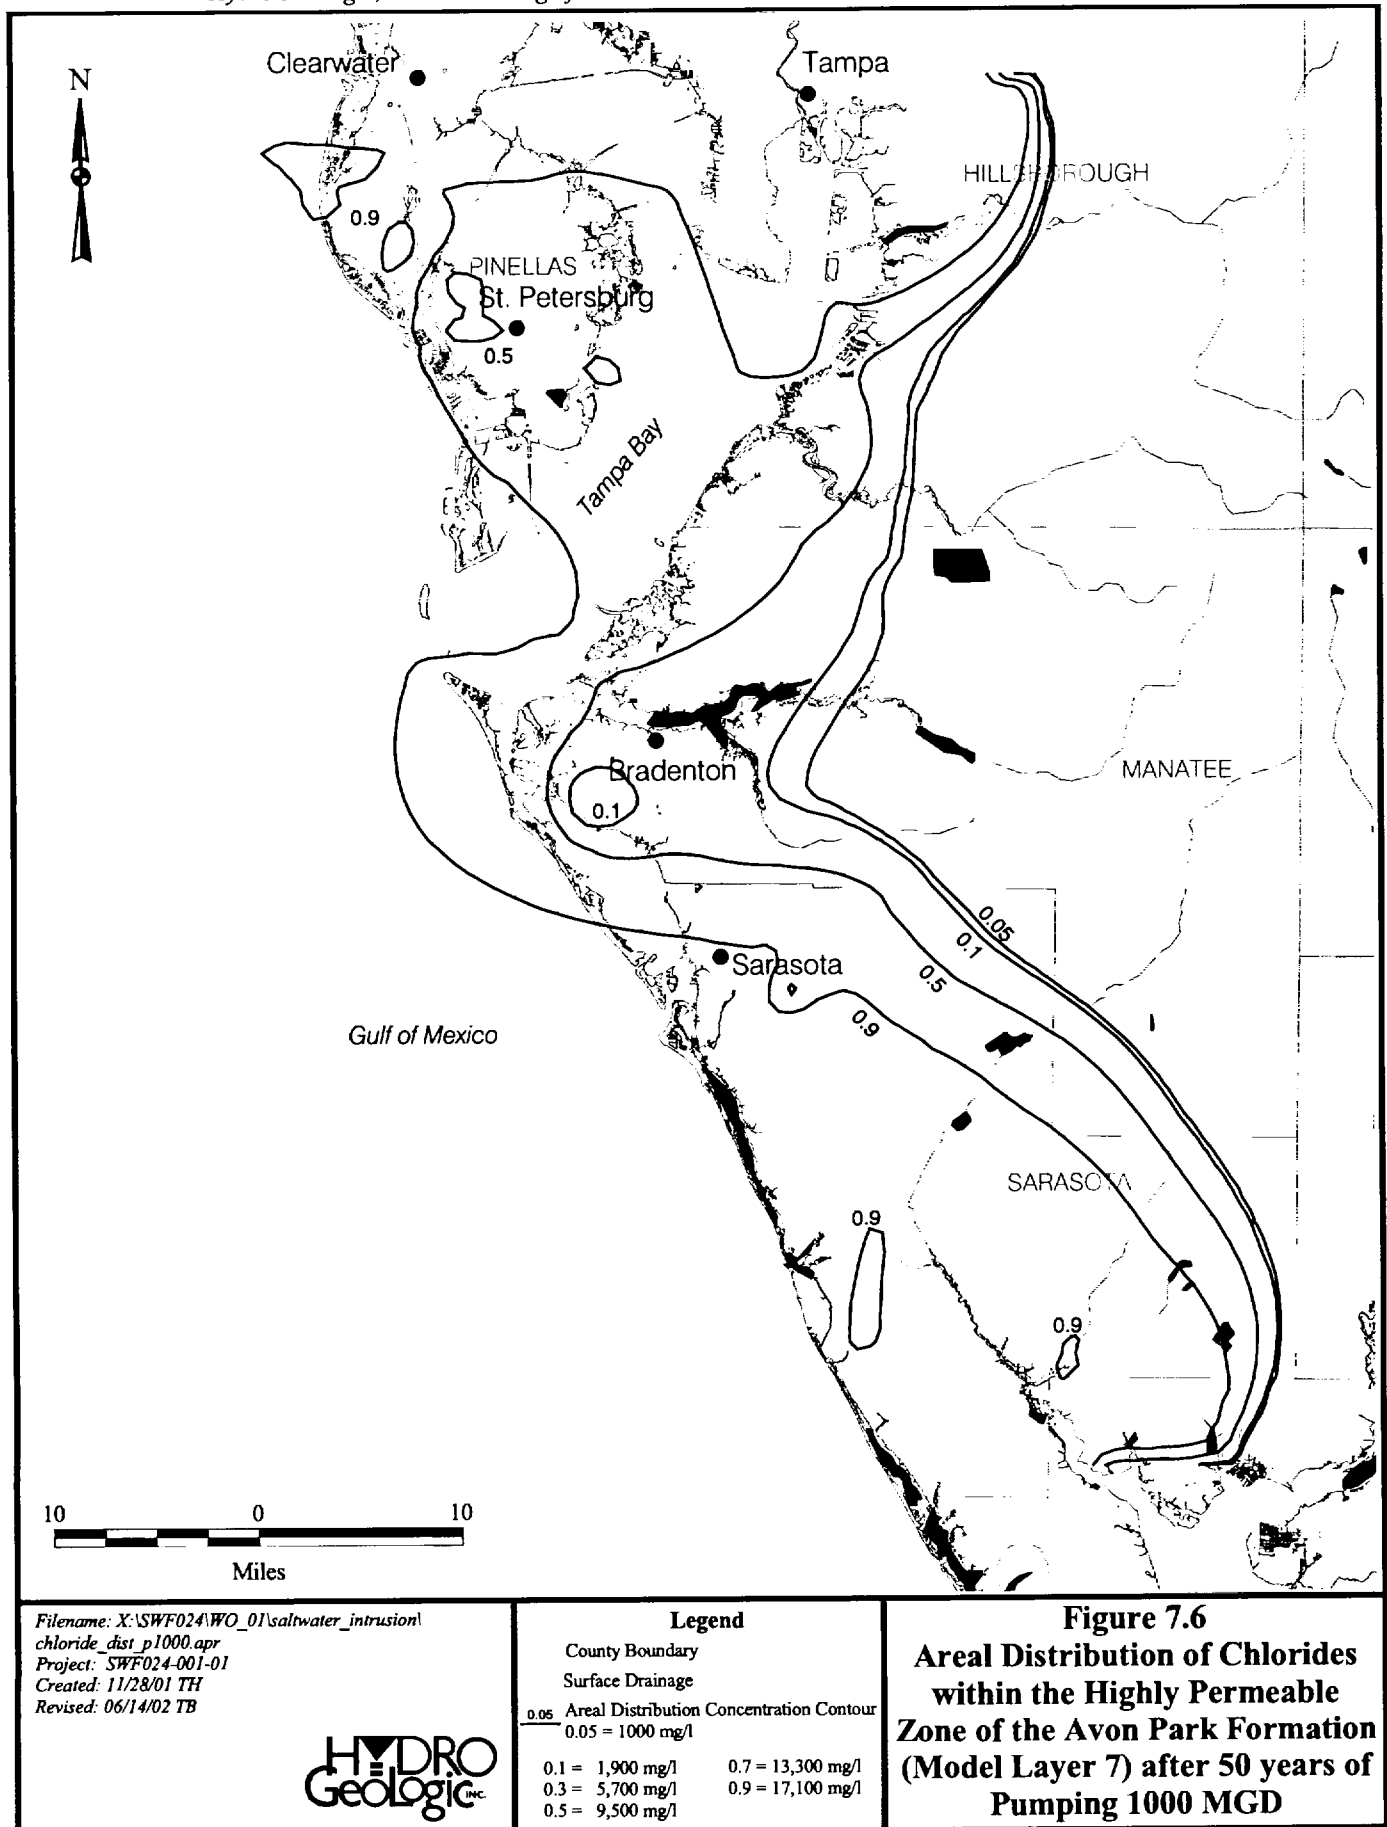 Clearwater
Tampa
N
HILLSBOROUGH
0.9
PINELLAS
St. Petersburg
0.5
Tampa Bay
Bradenton
0.1
MANATEE
0.05
0.1
0.5
Sarasota
0.9
Gulf of Mexico
SARASOTA
0.9
0.9
10 0 10
Miles
Filename: X:\SWF024\WO_01\saltwater_intrusion\
chloride_dist_p1000.apr
Project: SWF024-001-01
Created: 11/28/01 TH
Revised: 06/14/02 TB
HYDRO
GeoLogic INC.
Legend
County Boundary
Surface Drainage
0.05 Areal Distribution Concentration Contour
0.05 = 1000 mg/l
0.1 = 1,900 mg/l 0.7 = 13,300 mg/l
0.3 = 5,700 mg/l 0.9 = 17,100 mg/l
0.5 = 9,500 mg/l
Figure 7.6
Areal Distribution of Chlorides
within the Highly Permeable
Zone of the Avon Park Formation
(Model Layer 7) after 50 years of
Pumping 1000 MGD